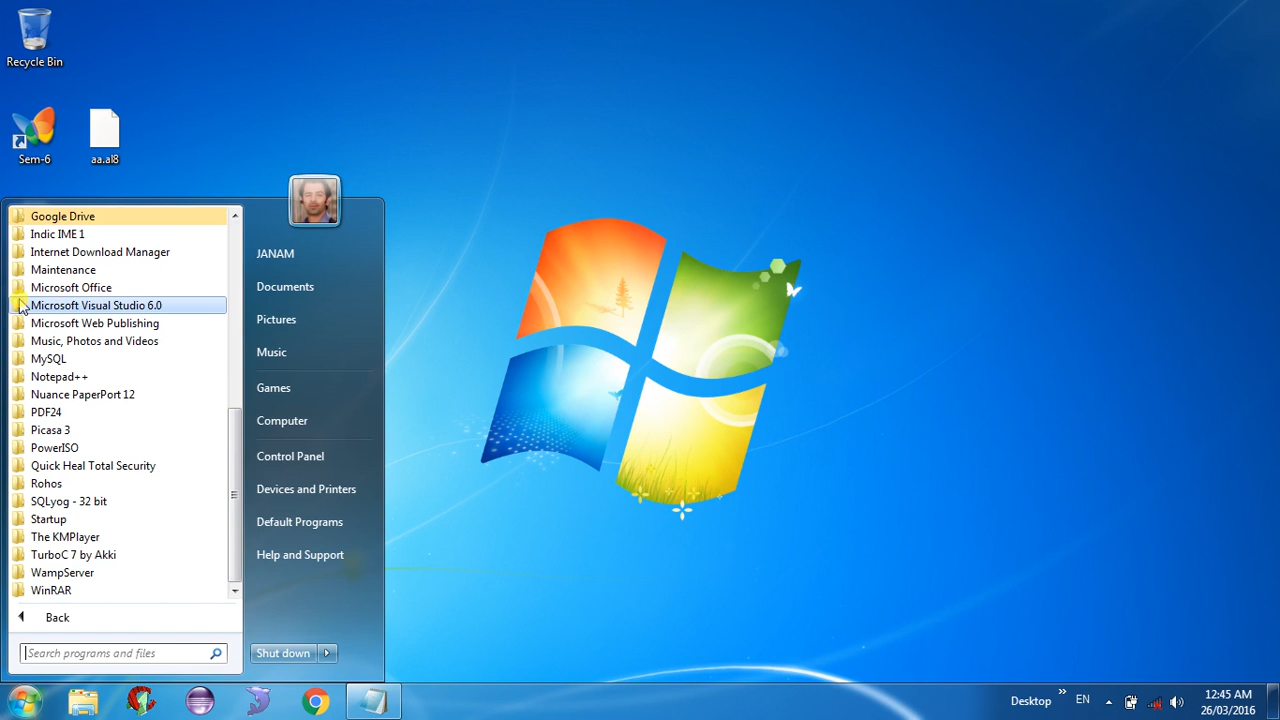 Recycle Bin
Sem-6
aa.al8
Google Drive
Indic IME 1
Internet Download Manager
Maintenance
Microsoft Office
Microsoft Visual Studio 6.0
Microsoft Web Publishing
Music, Photos and Videos
MySQL
Notepad++
Nuance PaperPort 12
PDF24
Picasa 3
PowerISO
Quick Heal Total Security
Rohos
SQLyog - 32 bit
Startup
The KMPlayer
TurboC 7 by Akki
WampServer
WinRAR
Back
Search programs and files
JANAM
Documents
Pictures
Music
Games
Computer
Control Panel
Devices and Printers
Default Programs
Help and Support
Shut down
Desktop
EN
12:45 AM
26/03/2016